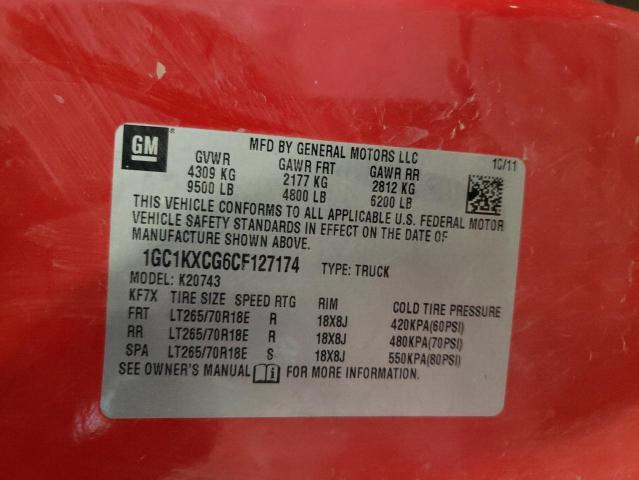 GM
MFD BY GENERAL MOTORS LLC 10/11
GVWR GAWR FRT GAWR RR
4309 KG 2177 KG 2812 KG
9500 LB 4800 LB 6200 LB
THIS VEHICLE CONFORMS TO ALL APPLICABLE U.S. FEDERAL MOTOR
VEHICLE SAFETY STANDARDS IN EFFECT ON THE DATE OF
MANUFACTURE SHOWN ABOVE.
1GC1KXCG6CF127174 TYPE: TRUCK
MODEL: K20743
KF7X TIRE SIZE SPEED RTG RIM COLD TIRE PRESSURE
FRT LT265/70R18E R 18X8J 420KPA(60PSI)
RR LT265/70R18E R 18X8J 480KPA(70PSI)
SPA LT265/70R18E S 18X8J 550KPA(80PSI)
SEE OWNER'S MANUAL FOR MORE INFORMATION.